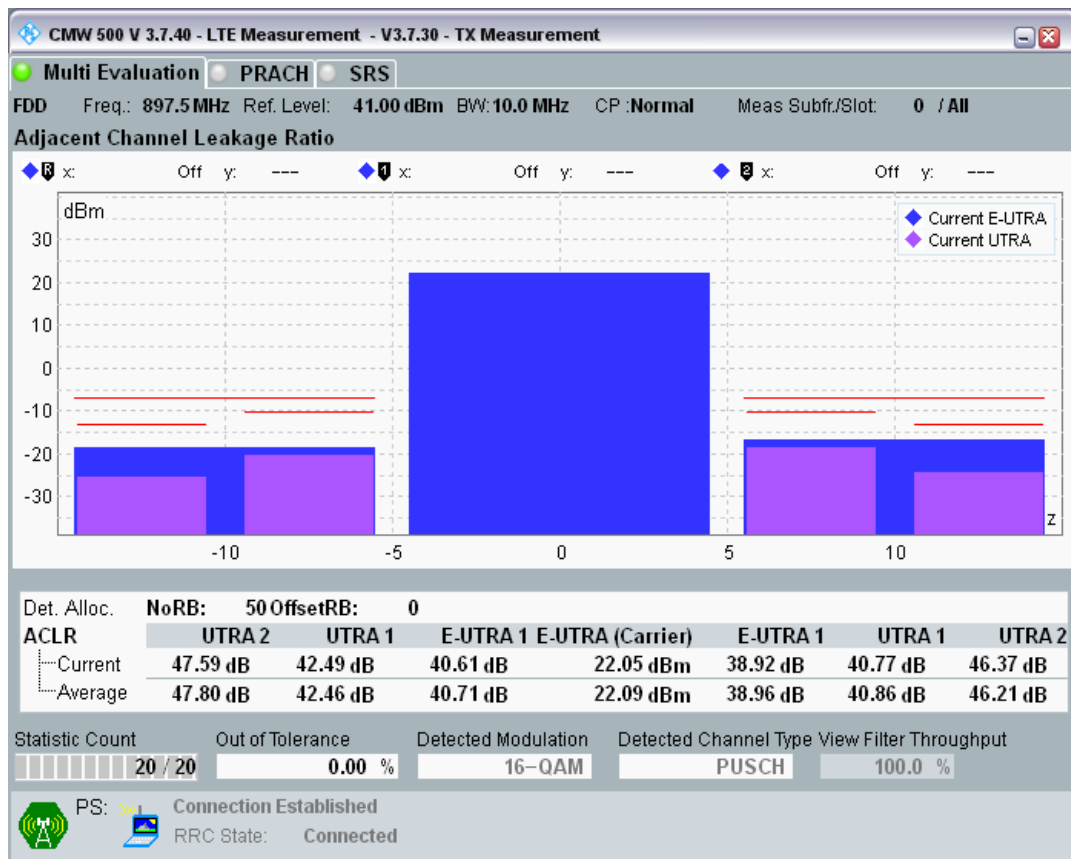 CMW 500 V 3.7.40 - LTE Measurement - V3.7.30 - TX Measurement
Multi Evaluation PRACH SRS
FDD Freq.: 897.5 MHz Ref. Level: 41.00 dBm BW: 10.0 MHz CP :Normal Meas Subfr./Slot: 0 / All
Adjacent Channel Leakage Ratio
R x: Off y: --- 1 x: Off y: --- 2 x: Off y: ---
dBm
Current E-UTRA
Current UTRA
30
20
10
0
-10
-20
-30
z
-10 -5 0 5 10
Det. Alloc. NoRB: 50 OffsetRB: 0
ACLR UTRA 2 UTRA 1 E-UTRA 1 E-UTRA (Carrier) E-UTRA 1 UTRA 1 UTRA 2
Current 47.59 dB 42.49 dB 40.61 dB 22.05 dBm 38.92 dB 40.77 dB 46.37 dB
Average 47.80 dB 42.46 dB 40.71 dB 22.09 dBm 38.96 dB 40.86 dB 46.21 dB
Statistic Count Out of Tolerance Detected Modulation Detected Channel Type View Filter Throughput
20 / 20 0.00 % 16-QAM PUSCH 100.0 %
PS: Connection Established
RRC State: Connected